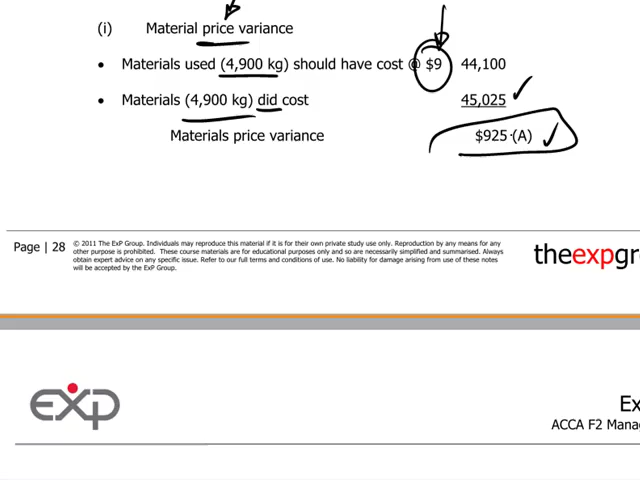 (i) Material price variance
• Materials used (4,900 kg) should have cost @ $9 44,100
• Materials (4,900 kg) did cost 45,025
Materials price variance $925 (A)
Page | 28
© 2011 The ExP Group. Individuals may reproduce this material if it is for their own private study use only. Reproduction by any means for any
other purpose is prohibited. These course materials are for educational purposes only and so are necessarily simplified and summarised. Always
obtain expert advice on any specific issue. Refer to our full terms and conditions of use. No liability for damage arising from use of these notes
will be accepted by the ExP Group.
theexpgro
exp
Ex
ACCA F2 Mana